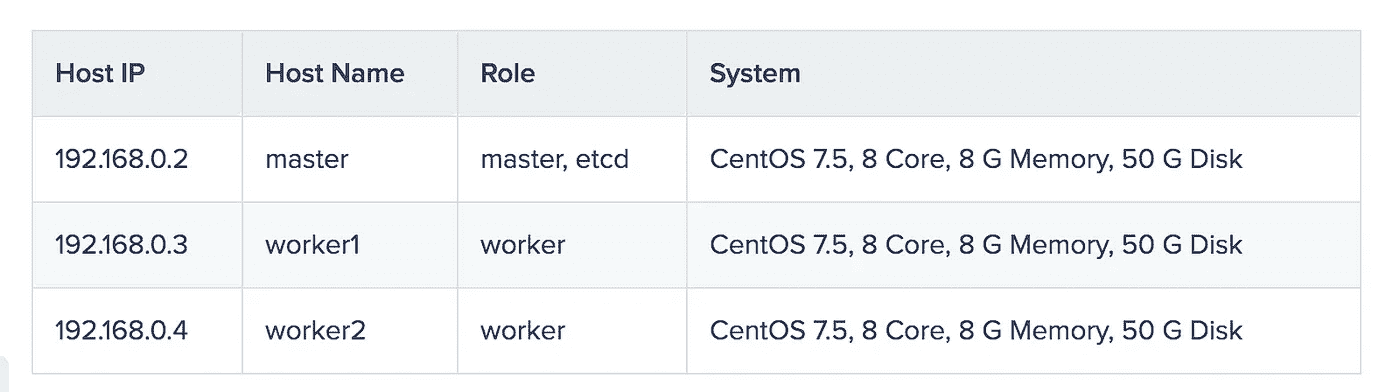 Host IP Host Name Role System
192.168.0.2 master master, etcd CentOS 7.5, 8 Core, 8 G Memory, 50 G Disk
192.168.0.3 worker1 worker CentOS 7.5, 8 Core, 8 G Memory, 50 G Disk
192.168.0.4 worker2 worker CentOS 7.5, 8 Core, 8 G Memory, 50 G Disk